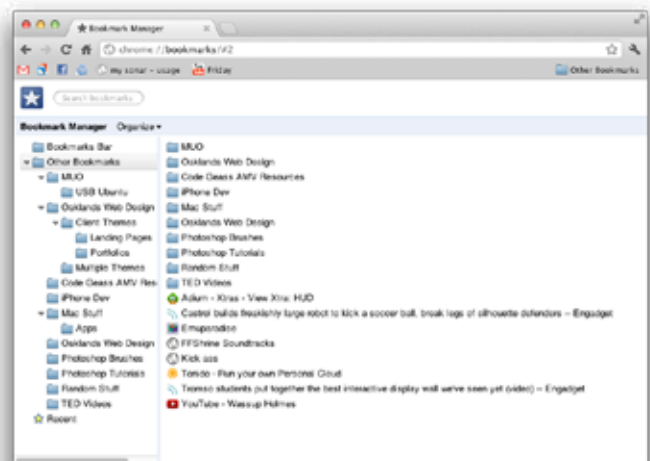 Bookmark Manager
chrome://bookmarks/#2
my sonar - usage Friday Other Bookmarks
Search bookmarks
Bookmark Manager Organize
Bookmarks Bar
Other Bookmarks
MUO
USB Ubuntu
Oaklands Web Design
Client Themes
Landing Pages
Portfolios
Multiple Themes
Code Geass AMV Res
iPhone Dev
Mac Stuff
Apps
Oaklands Web Design
Photoshop Brushes
Photoshop Tutorials
Random Stuff
TED Videos
Recent
MUO
Oaklands Web Design
Code Geass AMV Resources
iPhone Dev
Mac Stuff
Oaklands Web Design
Photoshop Brushes
Photoshop Tutorials
Random Stuff
TED Videos
Adium - Xtras - View Xtra: HUD
Castrol builds freakishly large robot to kick a soccer ball, break legs of silhouette defenders -- Engadget
Emuparadise
FFShrine Soundtracks
Kick ass
Tonido - Run your own Personal Cloud
Tromso students put together the best interactive display wall we've seen yet (video) -- Engadget
YouTube - Wassup Holmes